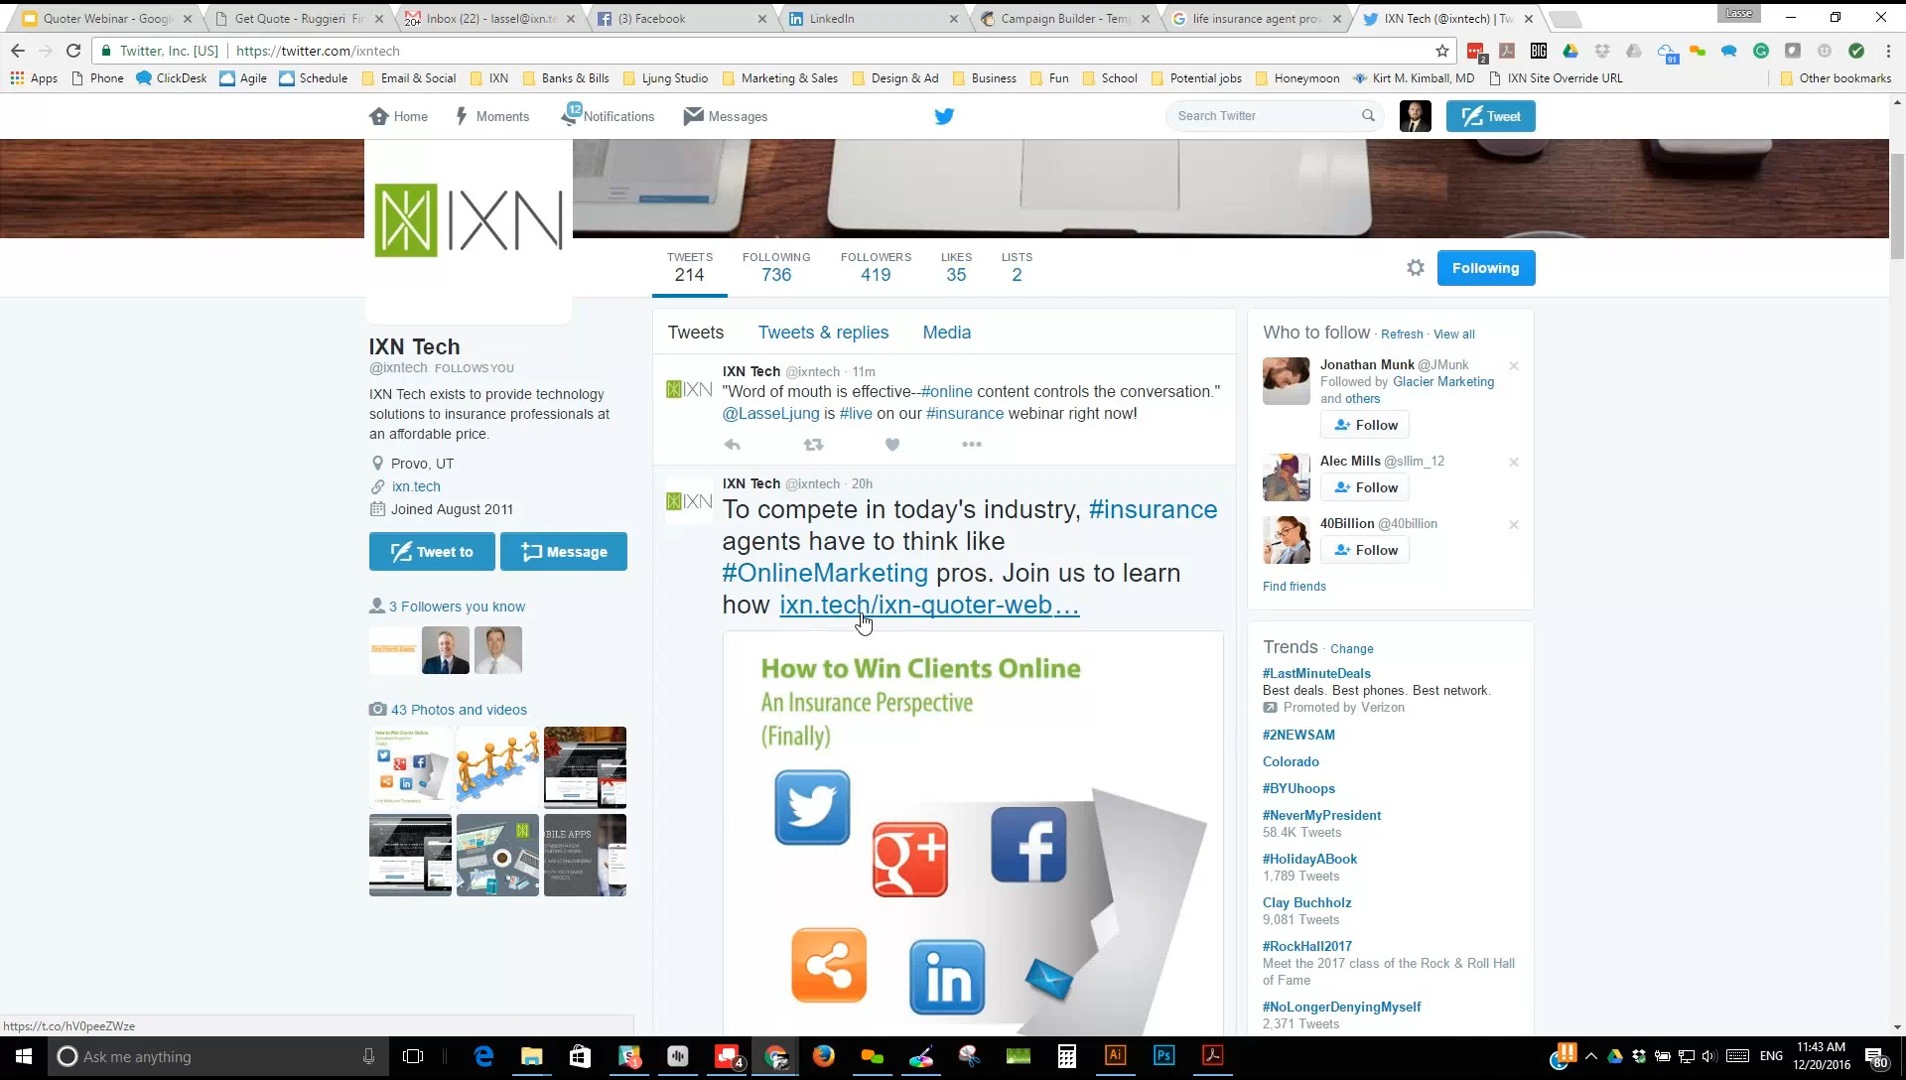 Quoter Webinar - Google
Get Quote - Ruggieri Fin
Inbox (22) - lassel@ixn.te
(3) Facebook
LinkedIn
Campaign Builder - Temp
life insurance agent prov
IXN Tech (@ixntech) | Tw
Lasse
Twitter, Inc. [US]
https://twitter.com/ixntech
Apps
Phone
ClickDesk
Agile
Schedule
Email & Social
IXN
Banks & Bills
Ljung Studio
Marketing & Sales
Design & Ad
Business
Fun
School
Potential jobs
Honeymoon
Kirt M. Kimball, MD
IXN Site Override URL
Other bookmarks
Home
Moments
12
Notifications
Messages
Search Twitter
Tweet
IXN
TWEETS
214
FOLLOWING
736
FOLLOWERS
419
LIKES
35
LISTS
2
Following
IXN Tech
@ixntech FOLLOWS YOU
IXN Tech exists to provide technology
solutions to insurance professionals at
an affordable price.
Provo, UT
ixn.tech
Joined August 2011
Tweet to
Message
3 Followers you know
43 Photos and videos
Tweets
Tweets & replies
Media
IXN Tech @ixntech · 11m
"Word of mouth is effective--#online content controls the conversation."
@LasseLjung is #live on our #insurance webinar right now!
IXN Tech @ixntech · 20h
To compete in today's industry, #insurance
agents have to think like
#OnlineMarketing pros. Join us to learn
how ixn.tech/ixn-quoter-web…
How to Win Clients Online
An Insurance Perspective
(Finally)
Who to follow · Refresh · View all
Jonathan Munk @JMunk
Followed by Glacier Marketing
and others
Follow
Alec Mills @sllim_12
Follow
40Billion @40billion
Follow
Find friends
Trends · Change
#LastMinuteDeals
Best deals. Best phones. Best network.
Promoted by Verizon
#2NEWSAM
Colorado
#BYUhoops
#NeverMyPresident
58.4K Tweets
#HolidayABook
1,789 Tweets
Clay Buchholz
9,081 Tweets
#RockHall2017
Meet the 2017 class of the Rock & Roll Hall
of Fame
#NoLongerDenyingMyself
2,371 Tweets
https://t.co/hV0peeZWze
Ask me anything
ENG
11:43 AM
12/20/2016
80